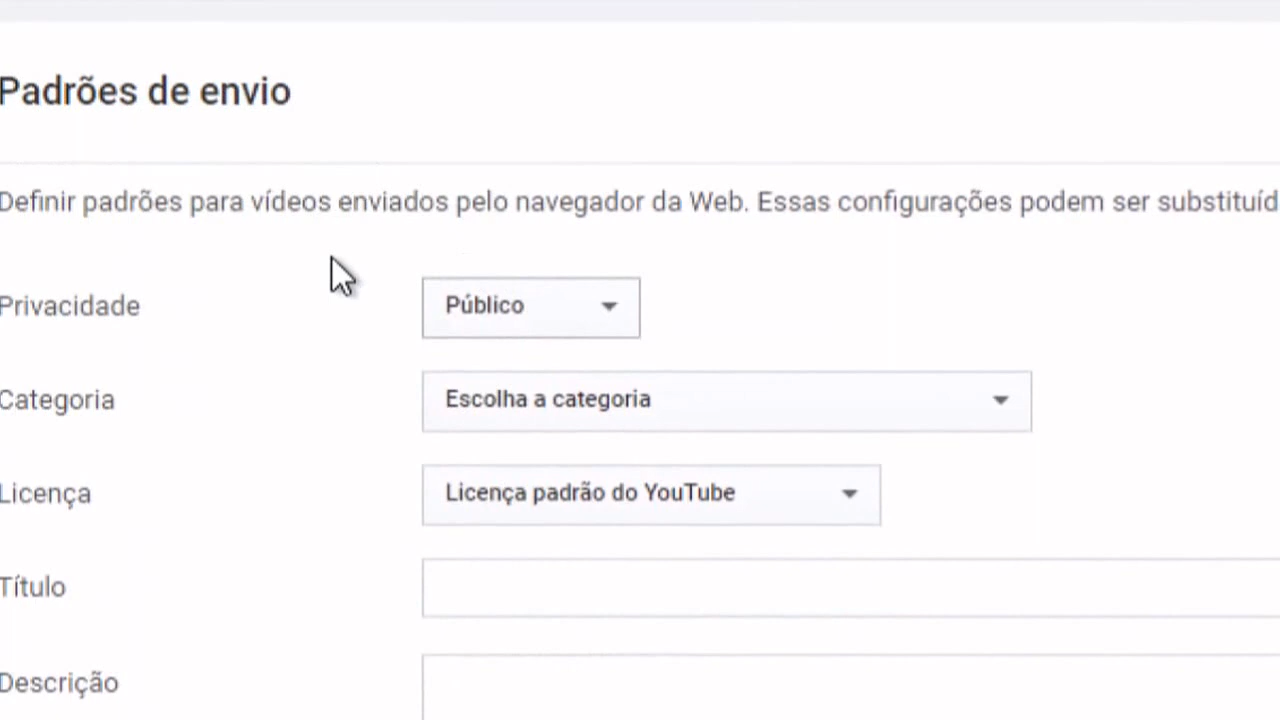 Padrões de envio
Definir padrões para vídeos enviados pelo navegador da Web. Essas configurações podem ser substituíd
Privacidade
Público
Categoria
Escolha a categoria
Licença
Licença padrão do YouTube
Título
Descrição